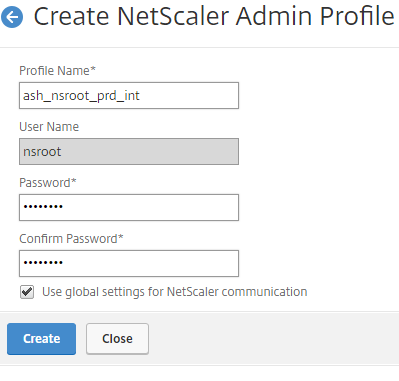 Create NetScaler Admin Profile
Profile Name*
ash_nsroot_prd_int
User Name
nsroot
Password*
••••••••
Confirm Password*
••••••••
Use global settings for NetScaler communication
Create Close